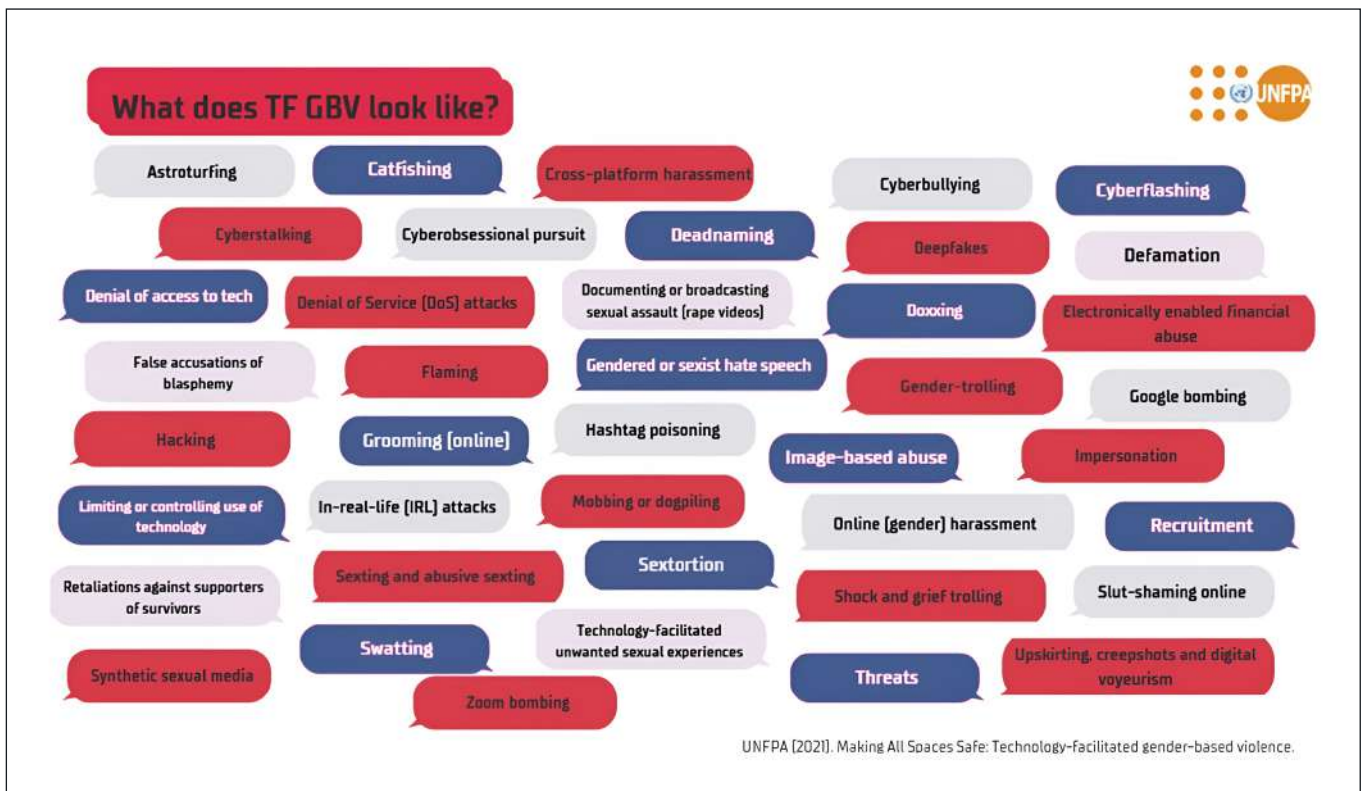 What does TF GBV look like?
UNFPA
Astroturfing
Catfishing
Cross-platform harassment
Cyberbullying
Cyberflashing
Cyberstalking
Cyberobsessional pursuit
Deadnaming
Deepfakes
Defamation
Denial of access to tech
Denial of Service (DoS) attacks
Documenting or broadcasting
sexual assault (rape videos)
Doxxing
Electronically enabled financial
abuse
False accusations of
blasphemy
Flaming
Gendered or sexist hate speech
Gender-trolling
Google bombing
Hacking
Grooming (online)
Hashtag poisoning
Image-based abuse
Impersonation
Limiting or controlling use of
technology
In-real-life (IRL) attacks
Mobbing or dogpiling
Online (gender) harassment
Recruitment
Retaliations against supporters
of survivors
Sexting and abusive sexting
Sextortion
Shock and grief trolling
Slut-shaming online
Synthetic sexual media
Swatting
Technology-facilitated
unwanted sexual experiences
Threats
Upskirting, creepshots and digital
voyeurism
Zoom bombing
UNFPA (2021). Making All Spaces Safe: Technology-facilitated gender-based violence.